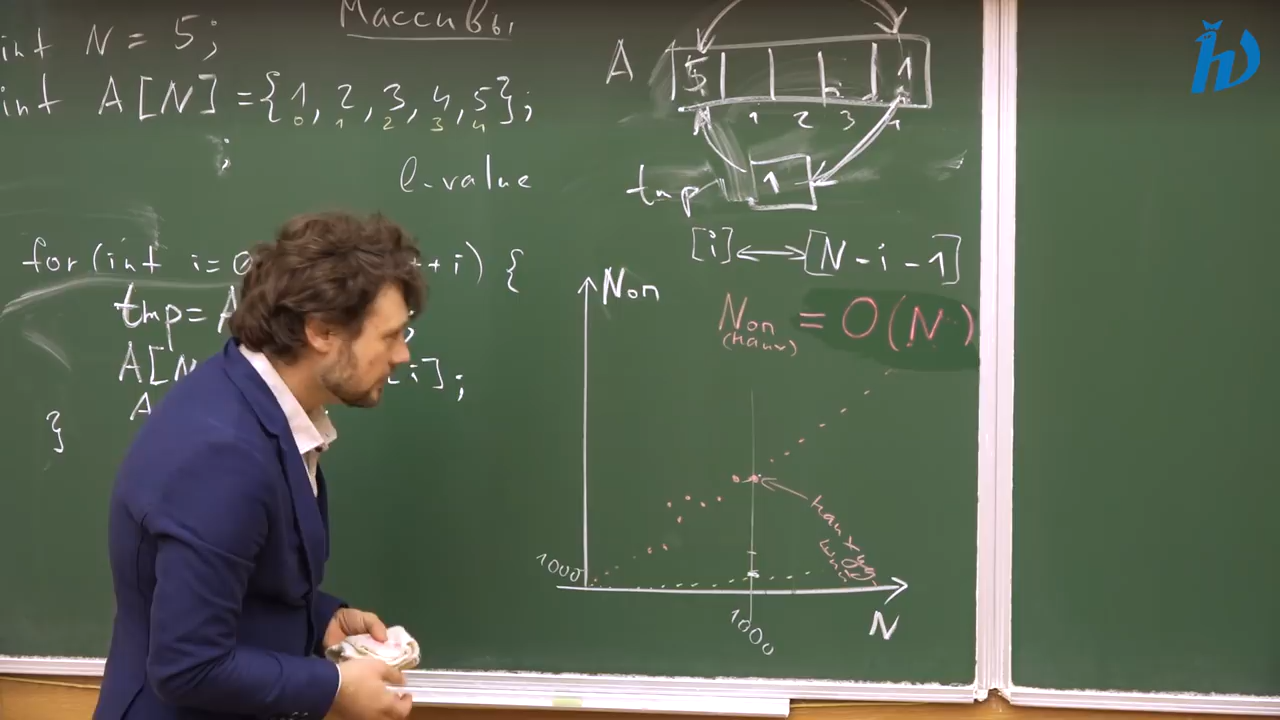 Массивы
int N = 5;
int A[N] = {1, 2, 3, 4, 5};
0 1 2 3 4
;
l-value
for (int i=0 ++i) {
tmp= A ;
A[N [i];
A
}
A 5 1
1 2 3 4
tmp 1
[i] ↔ [N-i-1]
Nоп
Nоп = O(N)
(наих)
наихуд
1000
1000
N